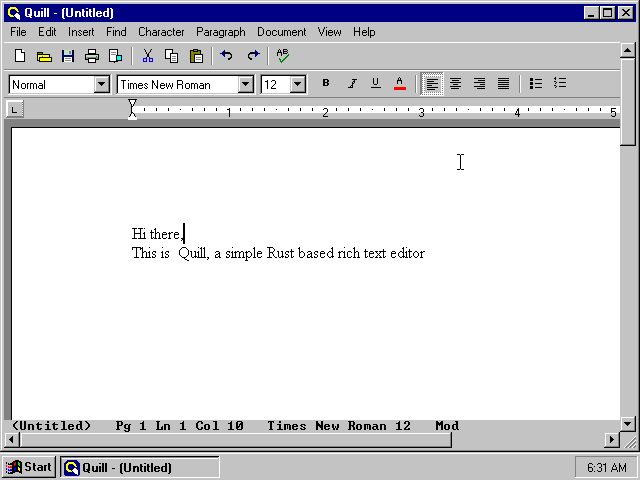 Quill - (Untitled)
File Edit Insert Find Character Paragraph Document View Help
ABC
Normal Times New Roman 12 B I U A
L 1 2 3 4 5
Hi there,
This is  Quill, a simple Rust based rich text editor
(Untitled) Pg 1 Ln 1 Col 10 Times New Roman 12 Mod
Start Quill - (Untitled) 6:31 AM